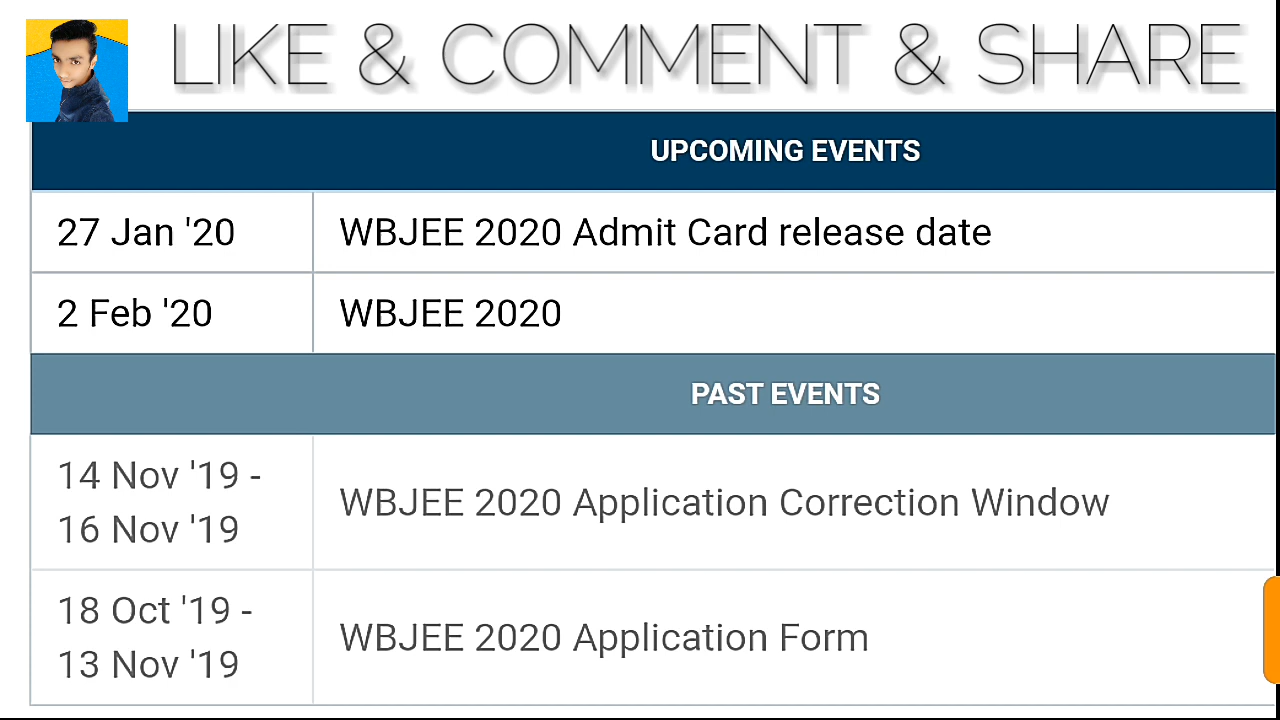 LIKE & COMMENT & SHARE
UPCOMING EVENTS
27 Jan '20 WBJEE 2020 Admit Card release date
2 Feb '20 WBJEE 2020
PAST EVENTS
14 Nov '19 -
16 Nov '19
WBJEE 2020 Application Correction Window
18 Oct '19 -
13 Nov '19
WBJEE 2020 Application Form